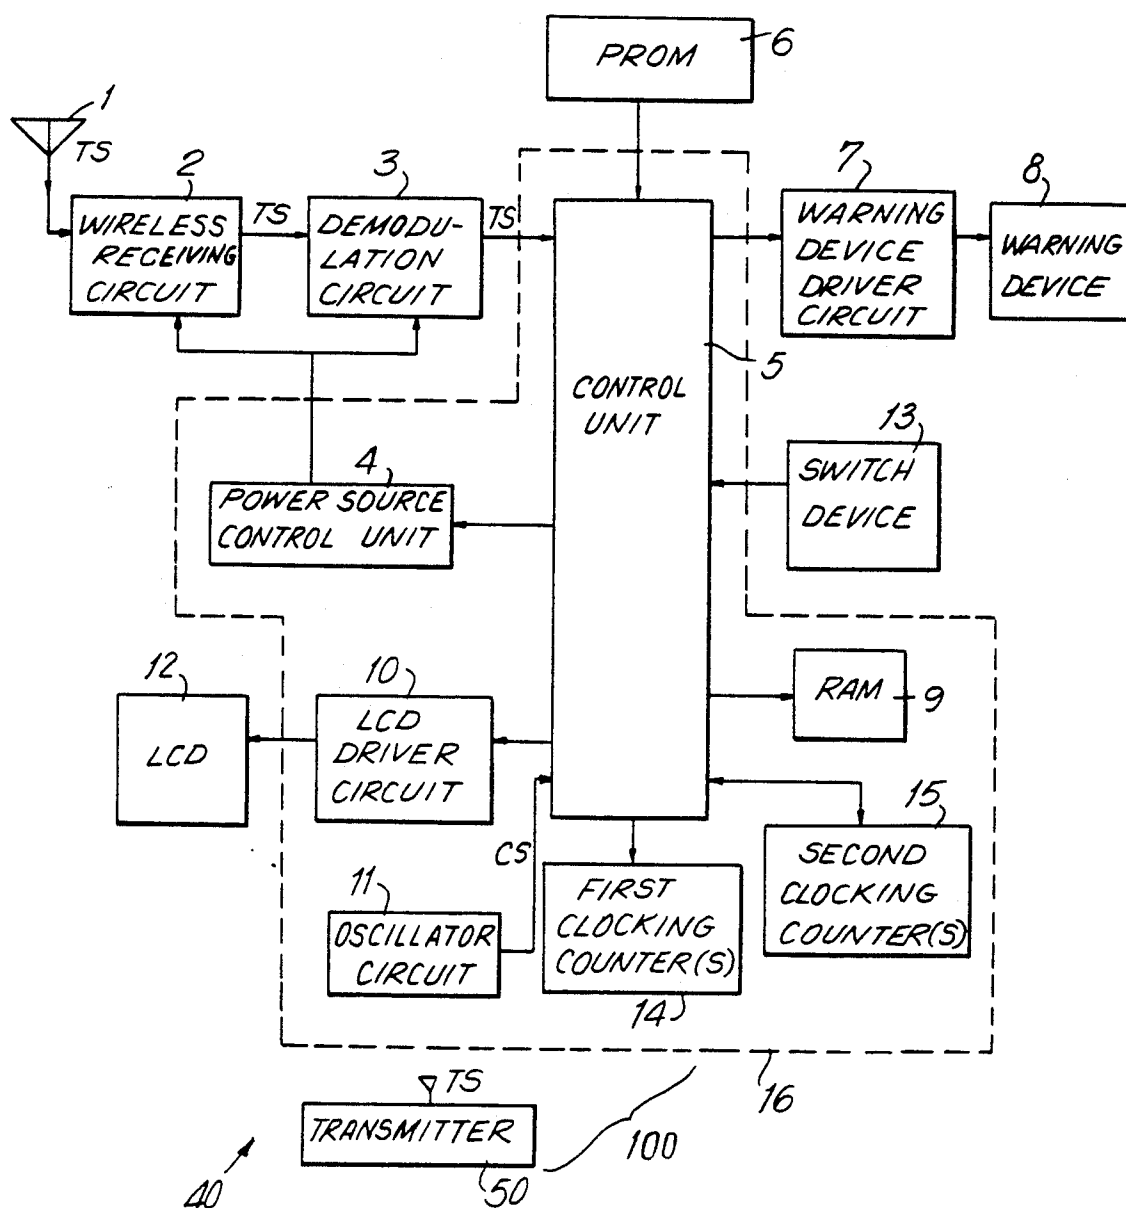 6
PROM
1
TS
2
WIRELESS
RECEIVING
CIRCUIT
TS
3
DEMODU-
LATION
CIRCUIT
TS
7
WARNING
DEVICE
DRIVER
CIRCUIT
8
WARNING
DEVICE
5
CONTROL
UNIT
4
POWER SOURCE
CONTROL UNIT
13
SWITCH
DEVICE
12
LCD
10
LCD
DRIVER
CIRCUIT
RAM
9
CS
11
OSCILLATOR
CIRCUIT
FIRST
CLOCKING
COUNTER(S)
14
15
SECOND
CLOCKING
COUNTER(S)
16
TS
TRANSMITTER
50
100
40